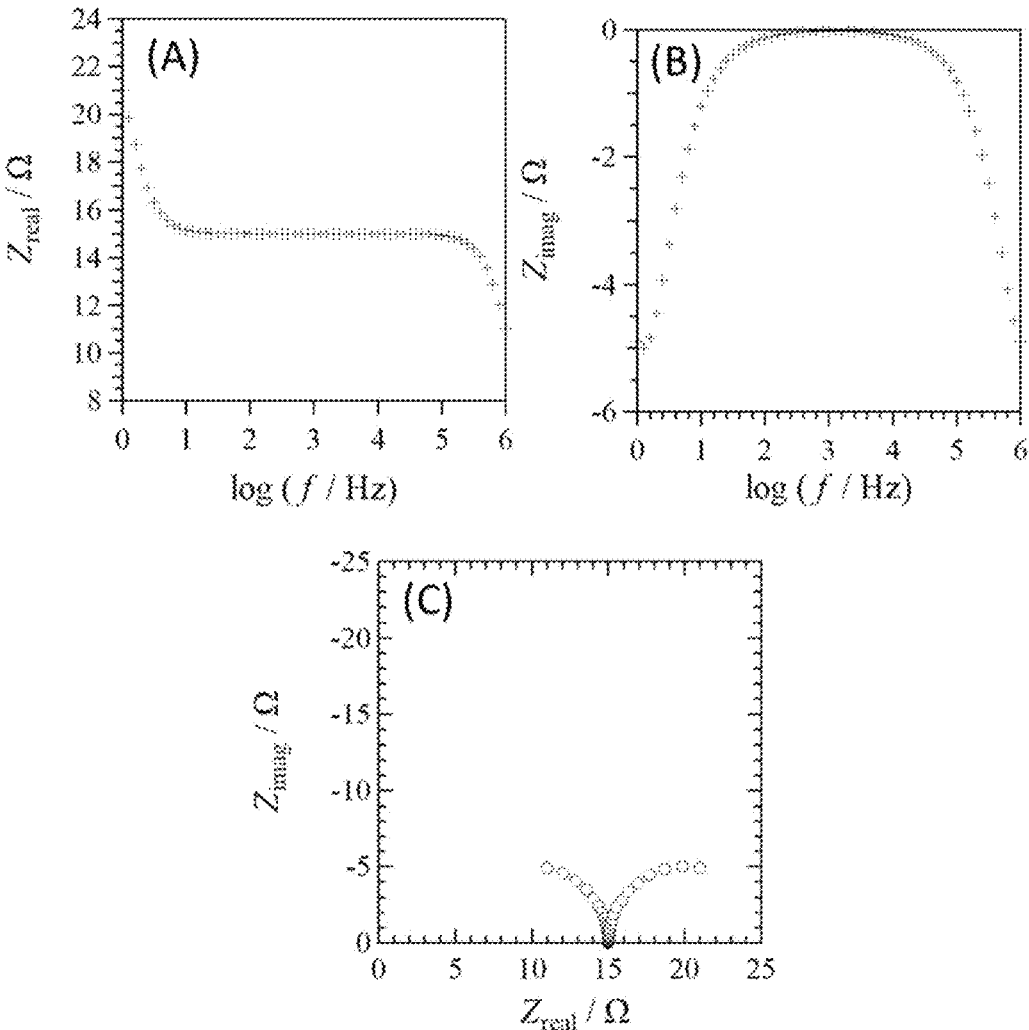 (A)
24
22
20
18
16
14
12
10
8
Z_real / Ω
0 1 2 3 4 5 6
log (f / Hz)
(B)
0
-2
-4
-6
Z_imag / Ω
0 1 2 3 4 5 6
log (f / Hz)
(C)
-25
-20
-15
-10
-5
0
Z_imag / Ω
0 5 10 15 20 25
Z_real / Ω